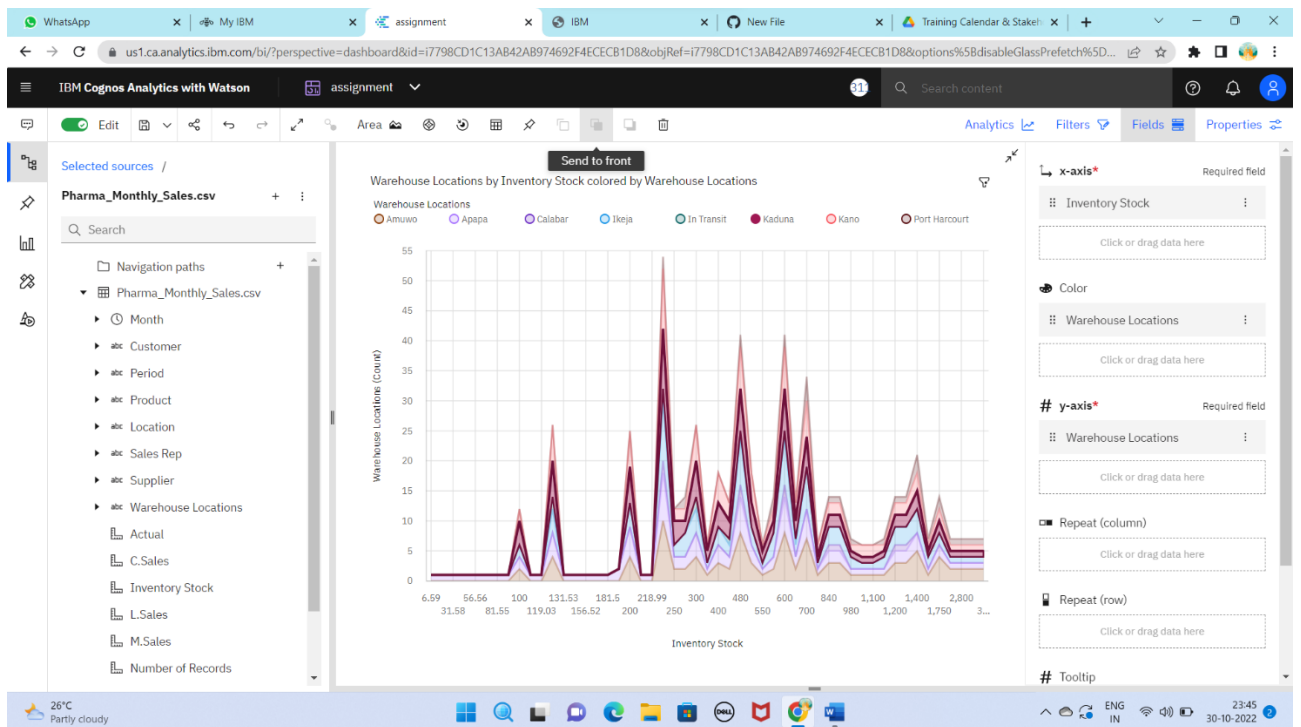 WhatsApp
My IBM
assignment
IBM
New File
Training Calendar & Stakeh
us1.ca.analytics.ibm.com/bi/?perspective=dashboard&id=i7798CD1C13AB42AB974692F4ECECB1D8&objRef=i7798CD1C13AB42AB974692F4ECECB1D8&options%5BdisableGlassPrefetch%5D...
IBM Cognos Analytics with Watson
assignment
Search content
Edit
Area
Analytics
Filters
Fields
Properties
Send to front
Selected sources /
Pharma_Monthly_Sales.csv
Search
Navigation paths
Pharma_Monthly_Sales.csv
Month
abc Customer
abc Period
abc Product
abc Location
abc Sales Rep
abc Supplier
abc Warehouse Locations
Actual
C.Sales
Inventory Stock
L.Sales
M.Sales
Number of Records
Warehouse Locations by Inventory Stock colored by Warehouse Locations
Warehouse Locations
Amuwo Apapa Calabar Ikeja In Transit Kaduna Kano Port Harcourt
Warehouse Locations (Count)
55
50
45
40
35
30
25
20
15
10
5
0
6.59 56.56 100 131.53 181.5 218.99 300 480 600 840 1,100 1,400 2,800
31.58 81.55 119.03 156.52 200 250 400 550 700 980 1,200 1,750 3...
Inventory Stock
x-axis* Required field
Inventory Stock
Click or drag data here
Color
Warehouse Locations
Click or drag data here
# y-axis* Required field
Warehouse Locations
Click or drag data here
Repeat (column)
Click or drag data here
Repeat (row)
Click or drag data here
# Tooltip
26°C
Partly cloudy
DELL
ENG
IN
23:45
30-10-2022
2